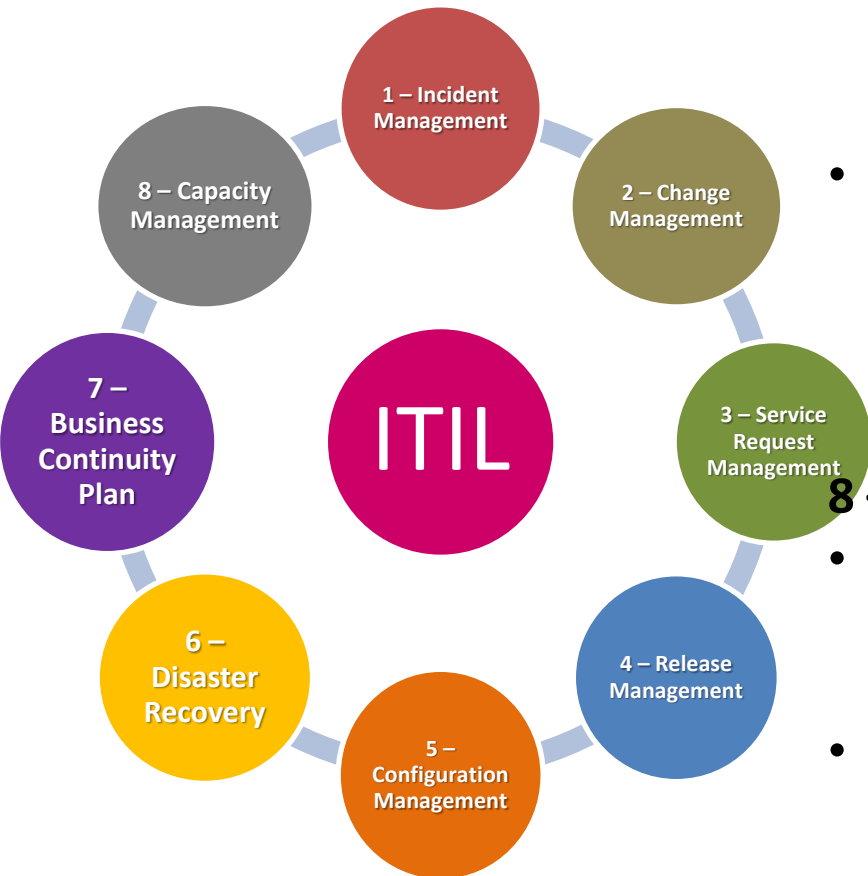 1 – Incident
Management
2 – Change
Management
3 – Service
Request
Management
4 – Release
Management
5 –
Configuration
Management
6 –
Disaster
Recovery
7 –
Business
Continuity
Plan
8 – Capacity
Management
ITIL
•
8
•
•